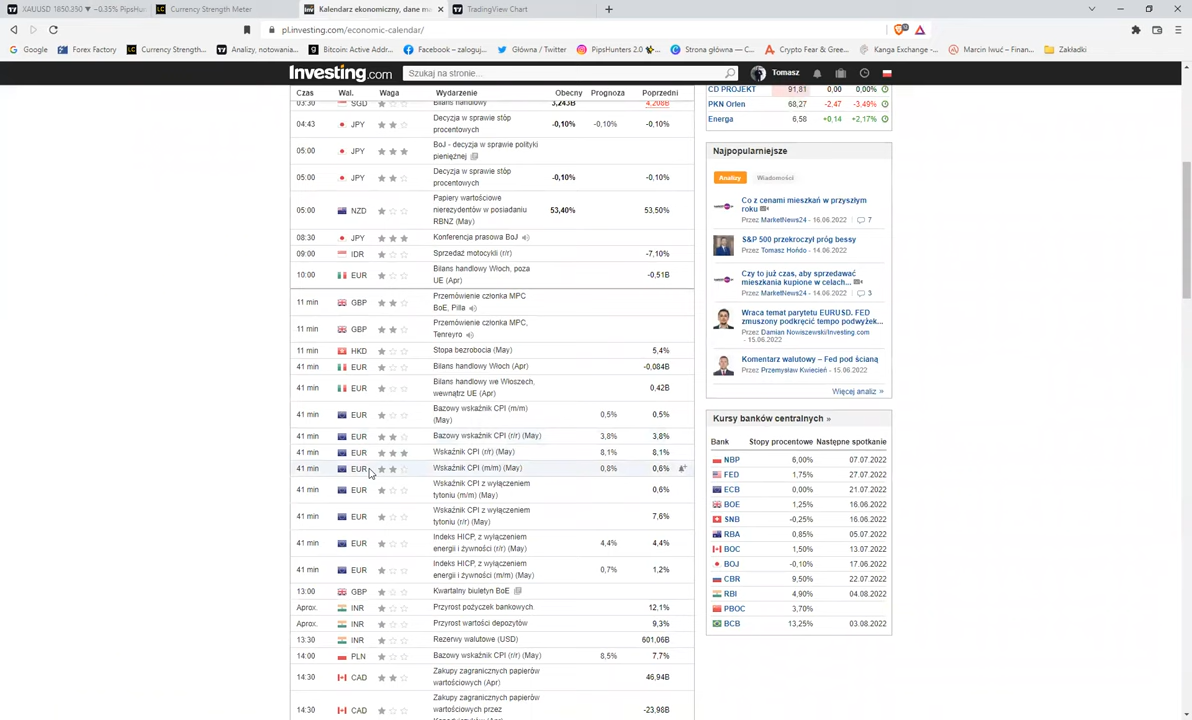 XAUUSD 1850.350 ▼ −0.35% PipsHun
Currency Strength Meter
Kalendarz ekonomiczny, dane ma
TradingView Chart
pl.investing.com/economic-calendar/
Google
Forex Factory
Currency Strength...
Analizy, notowania...
Bitcoin: Active Addr...
Facebook – zaloguj...
Główna / Twitter
PipsHunters 2.0
Strona główna — C...
Crypto Fear & Gree...
Kanga Exchange -...
Marcin Iwuć – Finan...
Zakładki
Investing.com
Szukaj na stronie...
Tomasz
Czas Wal. Waga Wydarzenie Obecny Prognoza Poprzedni
03:30 SGD Bilans handlowy 3,243B 4,208B
04:43 JPY Decyzja w sprawie stóp
procentowych -0,10% -0,10% -0,10%
05:00 JPY BoJ - decyzja w sprawie polityki
pieniężnej
05:00 JPY Decyzja w sprawie stóp
procentowych -0,10% -0,10%
05:00 NZD Papiery wartościowe
nierezydentów w posiadaniu
RBNZ (May) 53,40% 53,50%
08:30 JPY Konferencja prasowa BoJ
09:00 IDR Sprzedaż motocykli (r/r) -7,10%
10:00 EUR Bilans handlowy Włoch, poza
UE (Apr) -0,51B
11 min GBP Przemówienie członka MPC
BoE, Pilla
11 min GBP Przemówienie członka MPC,
Tenreyro
11 min HKD Stopa bezrobocia (May) 5,4%
41 min EUR Bilans handlowy Włoch (Apr) -0,084B
41 min EUR Bilans handlowy we Włoszech,
wewnątrz UE (Apr) 0,42B
41 min EUR Bazowy wskaźnik CPI (m/m)
(May) 0,5% 0,5%
41 min EUR Bazowy wskaźnik CPI (r/r) (May) 3,8% 3,8%
41 min EUR Wskaźnik CPI (r/r) (May) 8,1% 8,1%
41 min EUR Wskaźnik CPI (m/m) (May) 0,8% 0,6%
41 min EUR Wskaźnik CPI z wyłączeniem
tytoniu (m/m) (May) 0,6%
41 min EUR Wskaźnik CPI z wyłączeniem
tytoniu (r/r) (May) 7,6%
41 min EUR Indeks HICP, z wyłączeniem
energii i żywności (r/r) (May) 4,4% 4,4%
41 min EUR Indeks HICP, z wyłączeniem
energii i żywności (m/m) (May) 0,7% 1,2%
13:00 GBP Kwartalny biuletyn BoE
Aprox. INR Przyrost pożyczek bankowych 12,1%
Aprox. INR Przyrost wartości depozytów 9,3%
13:30 INR Rezerwy walutowe (USD) 601,06B
14:00 PLN Bazowy wskaźnik CPI (r/r) (May) 8,5% 7,7%
14:30 CAD Zakupy zagranicznych papierów
wartościowych (Apr) 46,94B
14:30 CAD Zakupy zagranicznych papierów
wartościowych przez -23,98B
CD PROJEKT 91,81 0,00 0,00%
PKN Orlen 68,27 -2,47 -3,49%
Energa 6,58 +0,14 +2,17%
Najpopularniejsze
Analizy Wiadomości
Co z cenami mieszkań w przyszłym
roku
Przez MarketNews24 - 16.06.2022 7
S&P 500 przekroczył próg bessy
Przez Tomasz Hońdo - 14.06.2022
Czy to już czas, aby sprzedawać
mieszkania kupione w celach...
Przez MarketNews24 - 14.06.2022 3
Wraca temat parytetu EURUSD. FED
zmuszony podkręcić tempo podwyżek...
Przez Damian Nowiszewski/Investing.com
- 15.06.2022
Komentarz walutowy – Fed pod ścianą
Przez Przemysław Kwiecień - 15.06.2022
Więcej analiz »
Kursy banków centralnych »
Bank Stopy procentowe Następne spotkanie
NBP 6,00% 07.07.2022
FED 1,75% 27.07.2022
ECB 0,00% 21.07.2022
BOE 1,25% 16.06.2022
SNB -0,25% 16.06.2022
RBA 0,85% 05.07.2022
BOC 1,50% 13.07.2022
BOJ -0,10% 17.06.2022
CBR 9,50% 22.07.2022
RBI 4,90% 04.08.2022
PBOC 3,70%
BCB 13,25% 03.08.2022